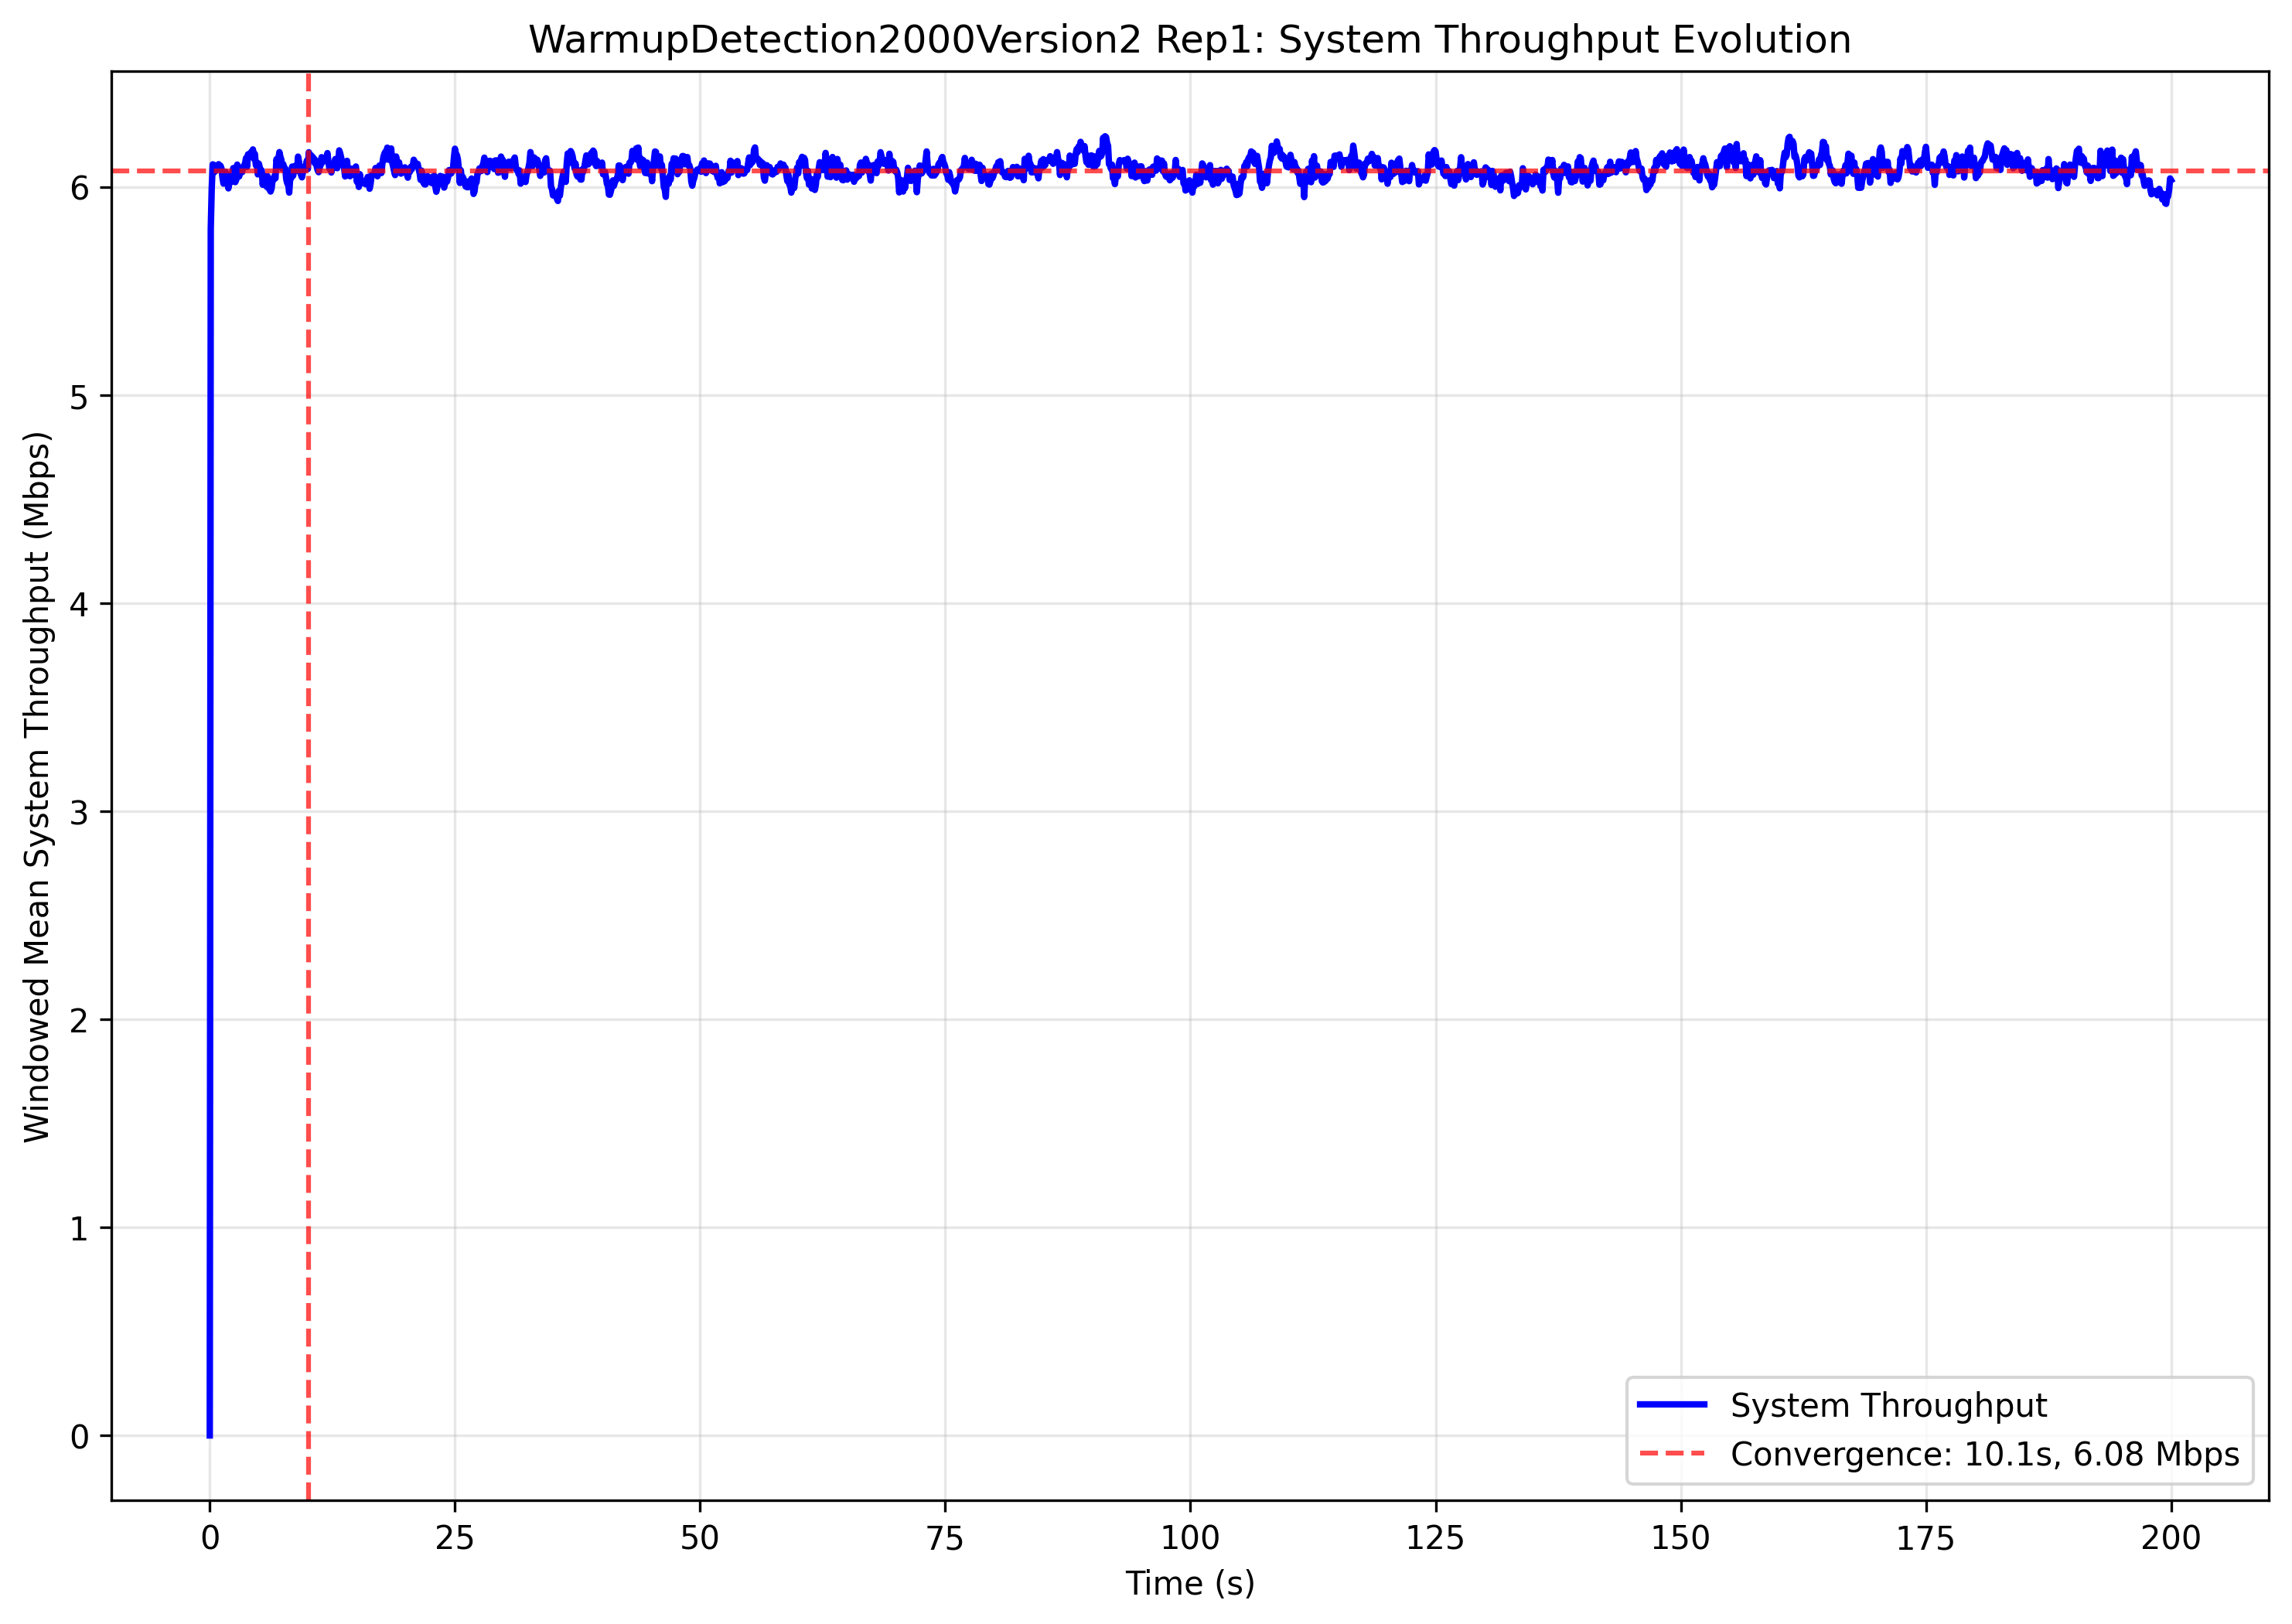 WarmupDetection2000Version2 Rep1: System Throughput Evolution
Windowed Mean System Throughput (Mbps)
6
5
4
3
2
1
0
System Throughput
Convergence: 10.1s, 6.08 Mbps
0 25 50 75 100 125 150 175 200
Time (s)